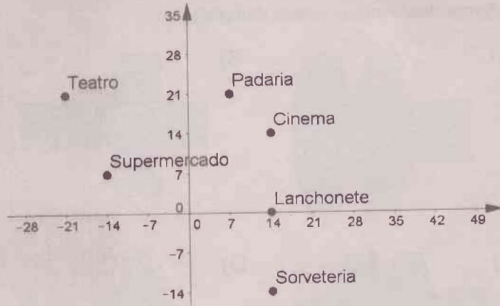 35
28
Teatro
21
Padaria
14
Cinema
Supermercado
7
Lanchonete
0
-28 -21 -14 -7 0 7 14 21 28 35 42 49
-7
Sorveteria
-14